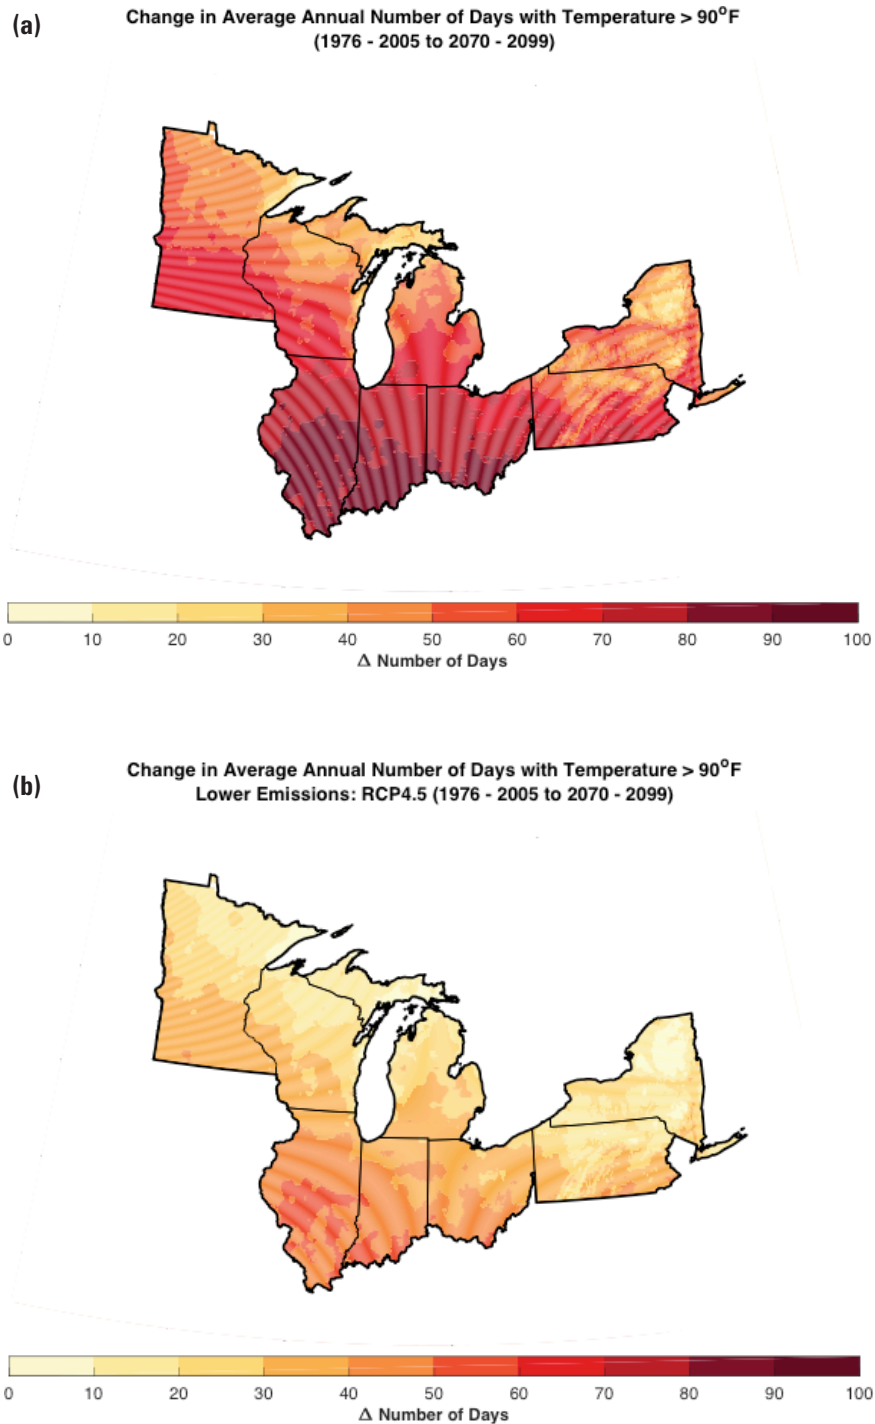 (a)
Change in Average Annual Number of Days with Temperature > 90°F
(1976 - 2005 to 2070 - 2099)
0 10 20 30 40 50 60 70 80 90 100
Δ Number of Days
(b)
Change in Average Annual Number of Days with Temperature > 90°F
Lower Emissions: RCP4.5 (1976 - 2005 to 2070 - 2099)
0 10 20 30 40 50 60 70 80 90 100
Δ Number of Days